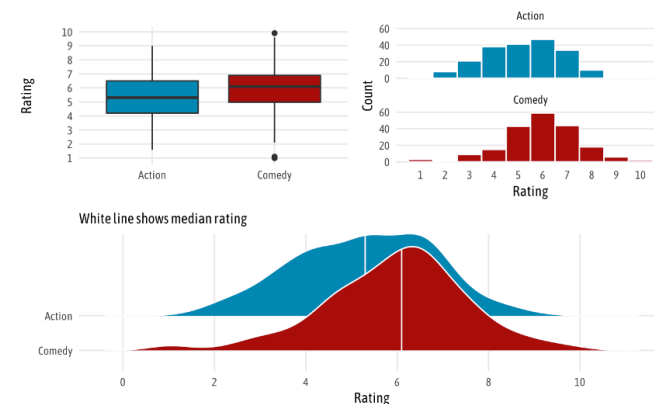 10
9
8
7
6
5
4
3
2
1
Rating
Action Comedy
Action
60
40
20
0
Count
Comedy
60
40
20
0
1 2 3 4 5 6 7 8 9 10
Rating
White line shows median rating
Action
Comedy
0 2 4 6 8 10
Rating